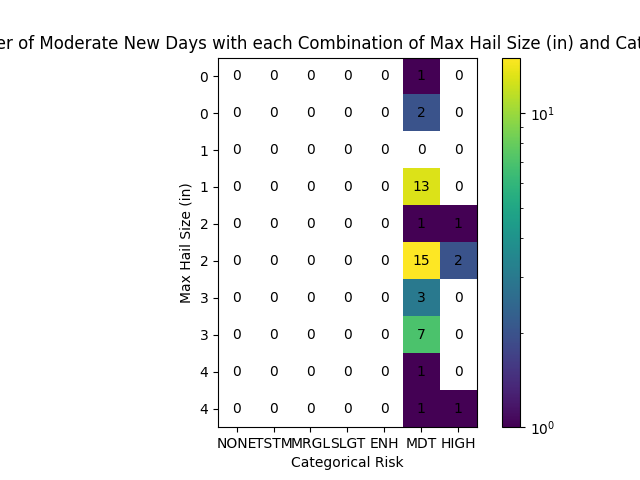 er of Moderate New Days with each Combination of Max Hail Size (in) and Cat
0 0 0 0 0 0 1 0
0 0 0 0 0 0 2 0
1 0 0 0 0 0 0 0
1 0 0 0 0 0 13 0
2 0 0 0 0 0 1 1
2 0 0 0 0 0 15 2
3 0 0 0 0 0 3 0
3 0 0 0 0 0 7 0
4 0 0 0 0 0 1 0
4 0 0 0 0 0 1 1
NONE TSTM MRGL SLGT ENH MDT HIGH
Categorical Risk
Max Hail Size (in)
10¹
10⁰